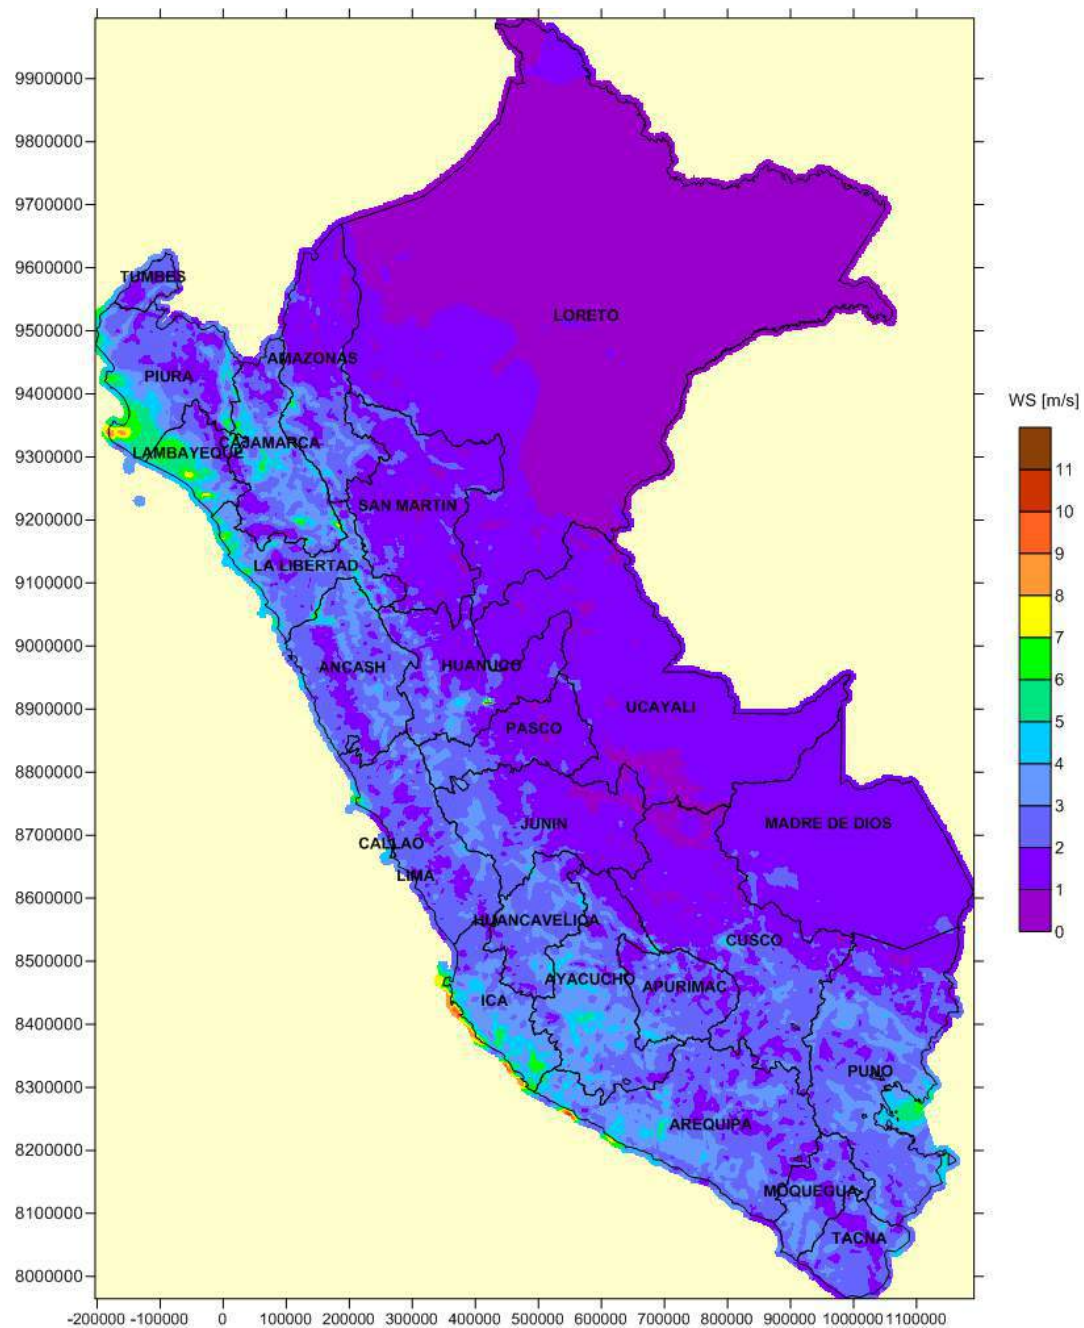 9900000
9800000
9700000
9600000
TUMBES
9500000
LORETO
AMAZONAS
9400000
PIURA
WS [m/s]
CAJAMARCA
9300000
LAMBAYEQUE
11
SAN MARTIN
10
9200000
9
LA LIBERTAD
9100000
8
7
9000000
ANCASH
HUANUCO
6
8900000
UCAYALI
PASCO
5
4
8800000
JUNIN
MADRE DE DIOS
3
8700000
CALLAO
2
LIMA
8600000
1
HUANCAVELICA
0
CUSCO
8500000
AYACUCHO
APURIMAC
ICA
8400000
PUNO
8300000
AREQUIPA
8200000
MOQUEGUA
8100000
TACNA
8000000
-200000 -100000 0 100000 200000 300000 400000 500000 600000 700000 800000 900000 1000000 1100000